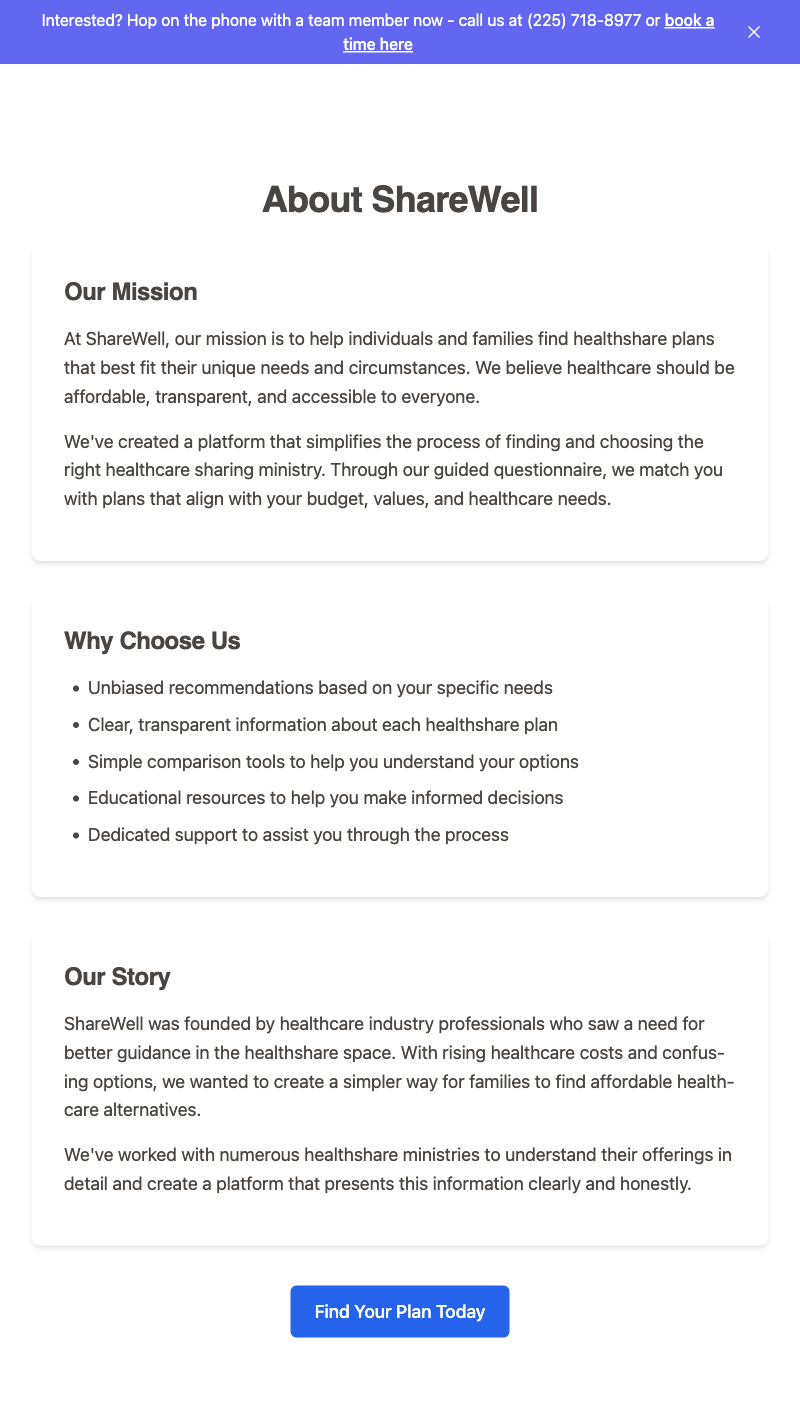 Interested? Hop on the phone with a team member now - call us at (225) 718-8977 or book a
time here
About ShareWell
Our Mission
At ShareWell, our mission is to help individuals and families find healthshare plans
that best fit their unique needs and circumstances. We believe healthcare should be
affordable, transparent, and accessible to everyone.
We've created a platform that simplifies the process of finding and choosing the
right healthcare sharing ministry. Through our guided questionnaire, we match you
with plans that align with your budget, values, and healthcare needs.
Why Choose Us
• Unbiased recommendations based on your specific needs
• Clear, transparent information about each healthshare plan
• Simple comparison tools to help you understand your options
• Educational resources to help you make informed decisions
• Dedicated support to assist you through the process
Our Story
ShareWell was founded by healthcare industry professionals who saw a need for
better guidance in the healthshare space. With rising healthcare costs and confus-
ing options, we wanted to create a simpler way for families to find affordable health-
care alternatives.
We've worked with numerous healthshare ministries to understand their offerings in
detail and create a platform that presents this information clearly and honestly.
Find Your Plan Today